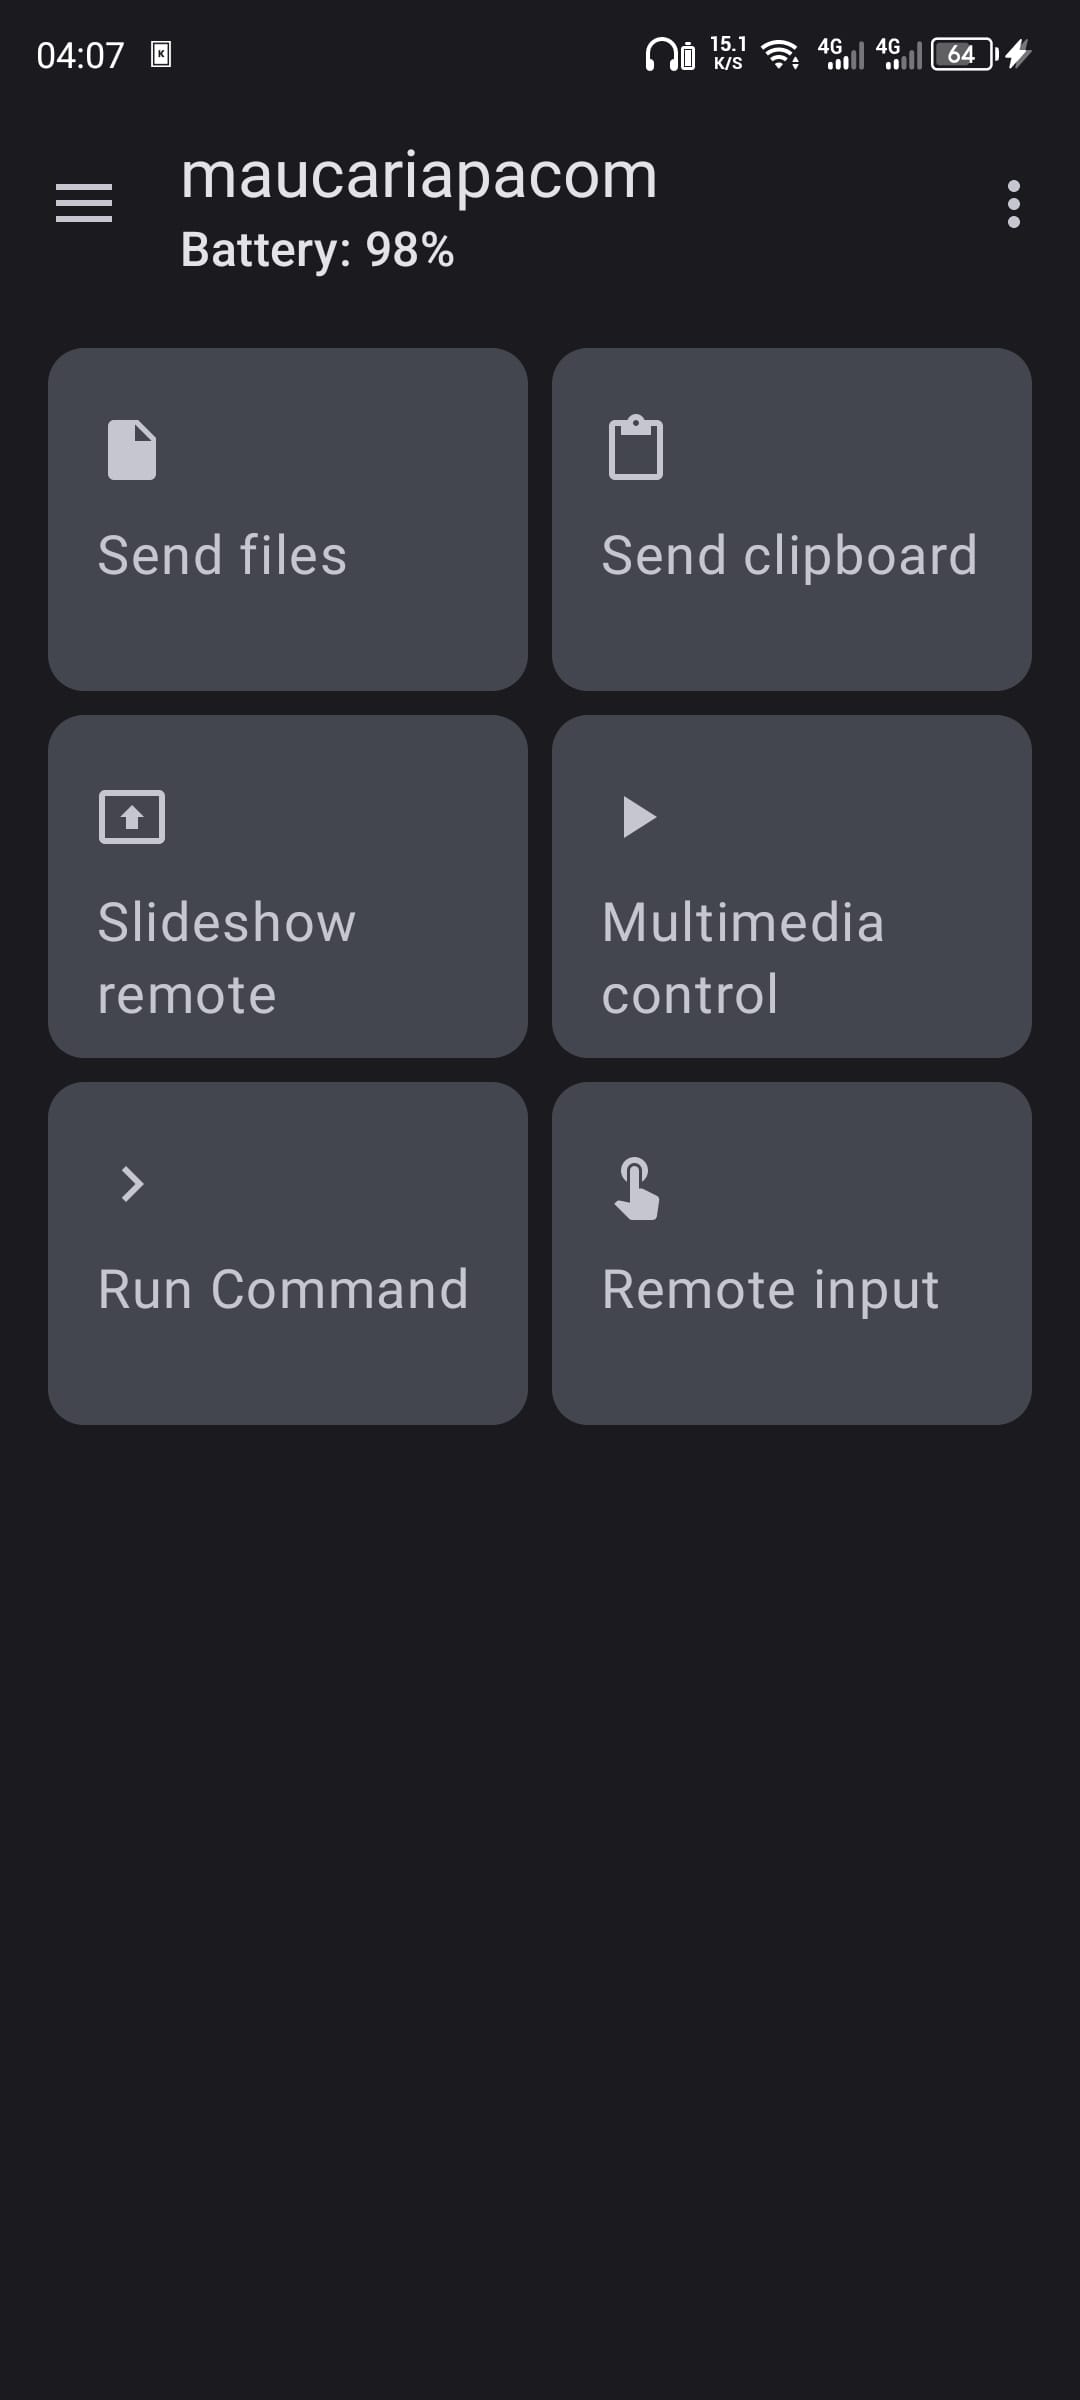 04:07 K 15.1 K/S 4G 4G 64
maucariapacom
Battery: 98%
Send files
Send clipboard
Slideshow
remote
Multimedia
control
Run Command
Remote input